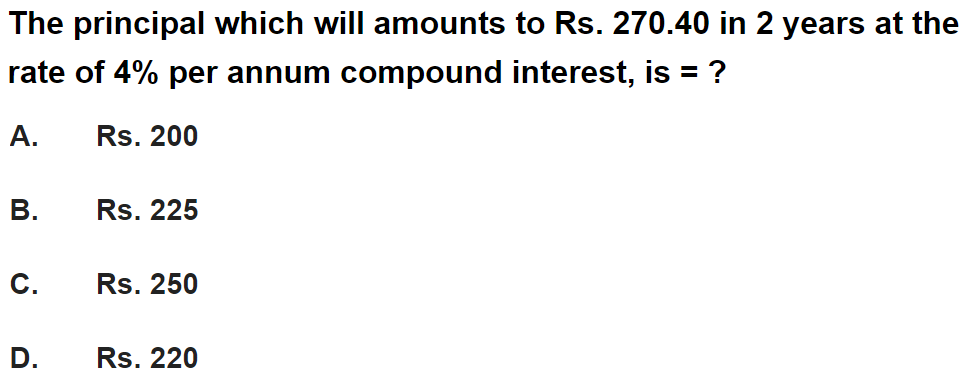 The principal which will amounts to Rs. 270.40 in 2 years at the
rate of 4% per annum compound interest, is = ?
A. Rs. 200
B. Rs. 225
C. Rs. 250
D. Rs. 220